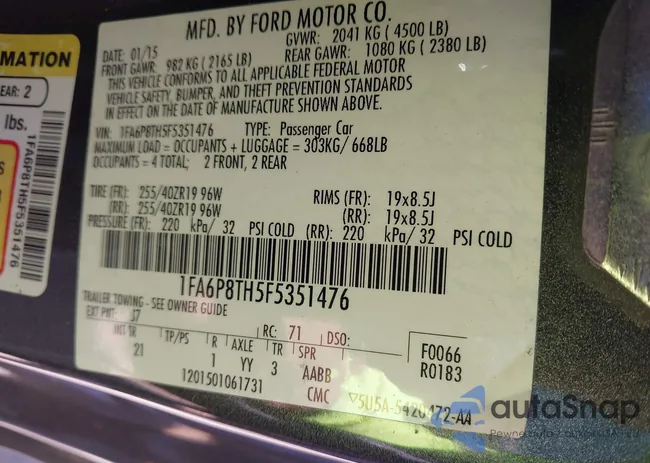 MFD. BY FORD MOTOR CO.
DATE: 01/15
GVWR: 2041 KG ( 4500 LB)
FRONT GAWR: 982 KG ( 2165 LB)
REAR GAWR: 1080 KG ( 2380 LB)
THIS VEHICLE CONFORMS TO ALL APPLICABLE FEDERAL MOTOR
VEHICLE SAFETY, BUMPER, AND THEFT PREVENTION STANDARDS
IN EFFECT ON THE DATE OF MANUFACTURE SHOWN ABOVE.
VIN: 1FA6P8TH5F5351476 TYPE: Passenger Car
MAXIMUM LOAD = OCCUPANTS + LUGGAGE = 303KG/ 668LB
OCCUPANTS = 4 TOTAL; 2 FRONT, 2 REAR
TIRE (FR): 255/40ZR19 96W RIMS (FR): 19x8.5J
(RR): 255/40ZR19 96W (RR): 19x8.5J
PRESSURE (FR): 220 kPa/ 32 PSI COLD (RR): 220 kPa/ 32 PSI COLD
1FA6P8TH5F5351476
TRAILER TOWING - SEE OWNER GUIDE
EXT PNT: J7 RC: 71 DSO:
INT TR TP/PS R AXLE TR SPR
21 1 YY 3 AABB
F0066
R0183
1201501061731 CMC
5U5A-5420472-AA
MATION
EAR: 2
lbs.
1FA6P8TH5F5351476
autaSnap